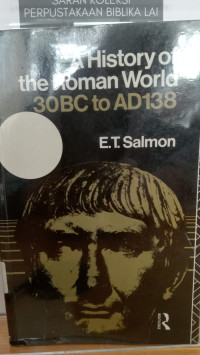 SARAN KOLEKSI
PERPUSTAKAAN BIBLIKA LAI
A History of
the Roman World
30BC to AD138
E.T. Salmon
R